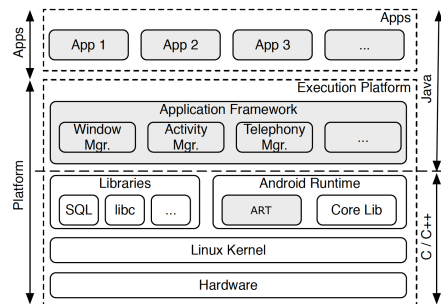 Apps
App 1
App 2
App 3
...
Execution Platform
Application Framework
Window
Mgr.
Activity
Mgr.
Telephony
Mgr.
...
Libraries
SQL
libc
...
Android Runtime
ART
Core Lib
Linux Kernel
Hardware
Apps
Platform
Java
C / C++